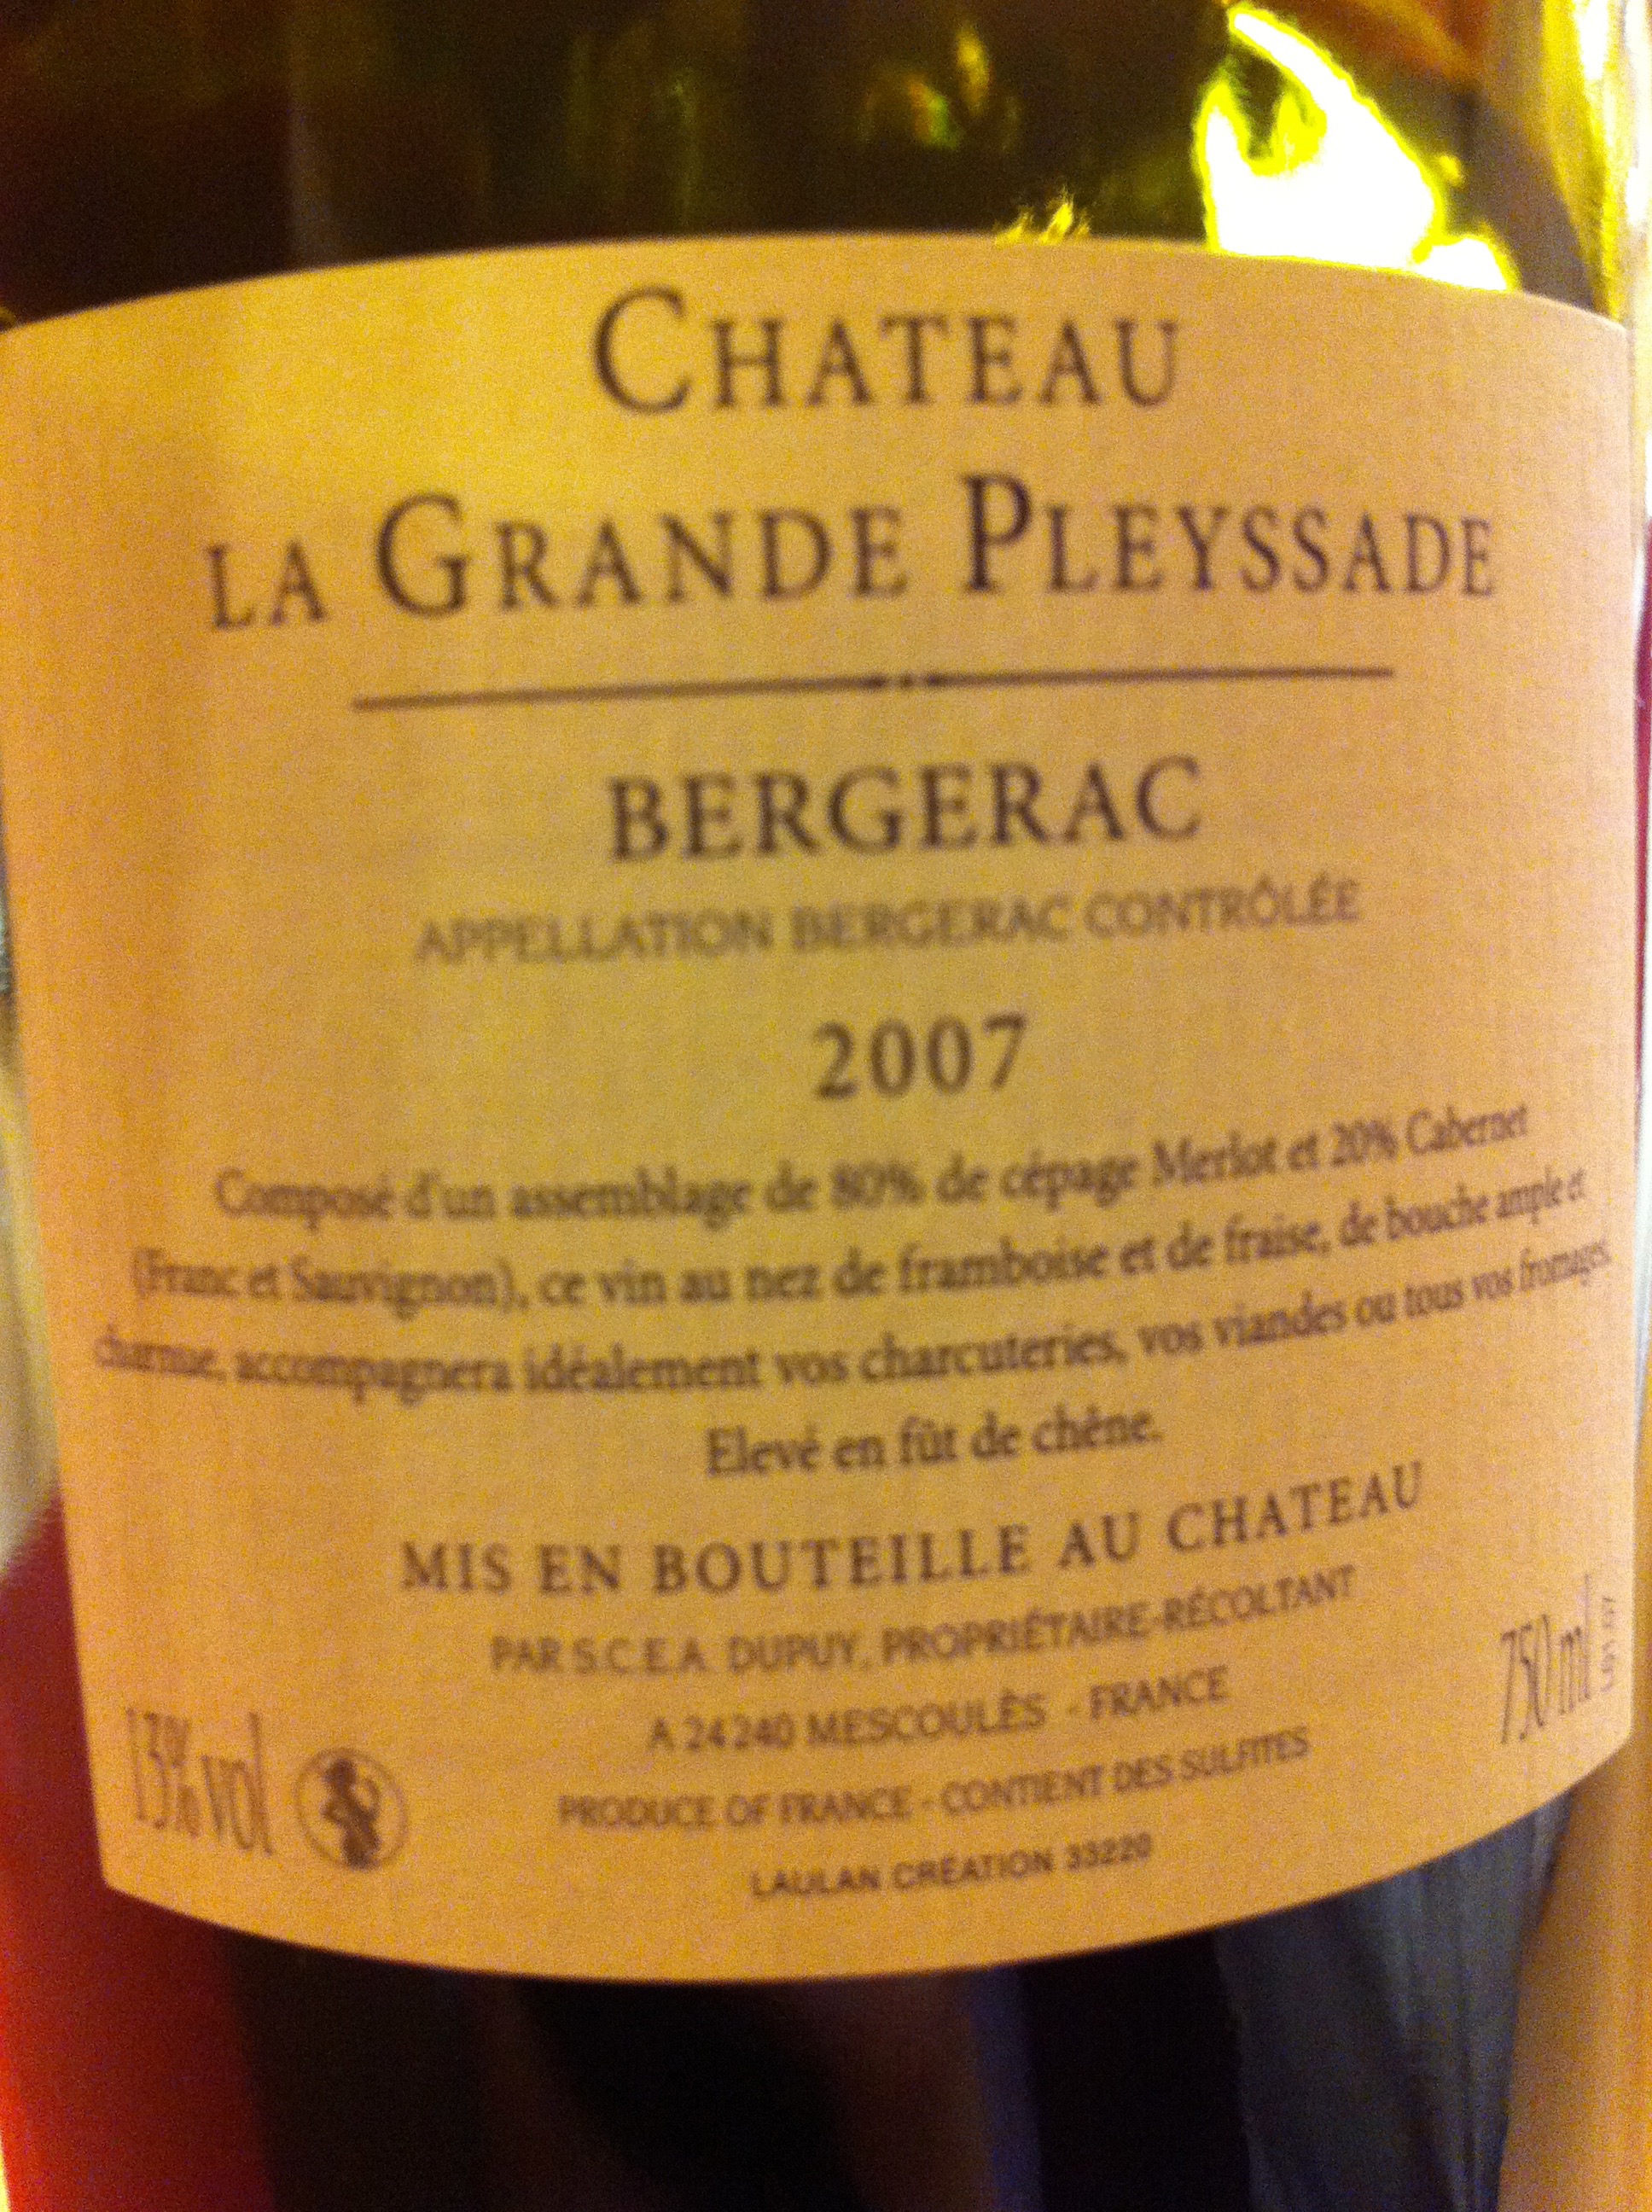 CHATEAU
LA GRANDE PLEYSSADE
BERGERAC
APPELLATION BERGERAC CONTRÔLÉE
2007
Composé d'un assemblage de 80% de cépage Merlot et 20% Cabernet
(Franc et Sauvignon), ce vin au nez de framboise et de fraise, de bouche ample et
charnue, accompagnera idéalement vos charcuteries, vos viandes ou tous vos fromages.
Elevé en fût de chêne.
MIS EN BOUTEILLE AU CHATEAU
PAR S.C.E.A. DUPUY, PROPRIÉTAIRE-RÉCOLTANT
A 24240 MESCOULÈS - FRANCE
13% vol
750 ml
PRODUCE OF FRANCE - CONTIENT DES SULFITES
LAULAN CRÉATION 33220